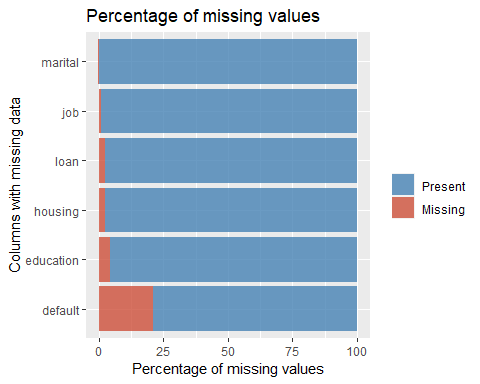 Percentage of missing values
Columns with missing data
marital
job
loan
housing
education
default
0 25 50 75 100
Percentage of missing values
Present
Missing